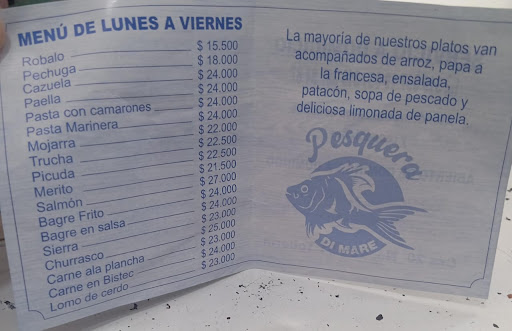 MENÚ DE LUNES A VIERNES
Robalo $ 15.500
Pechuga $ 18.000
Cazuela $ 24.000
Paella $ 24.000
Pasta con camarones $ 24.000
Pasta Marinera $ 24.000
Mojarra $ 22.000
Trucha $ 22.500
Picuda $ 22.500
Merito $ 21.500
Salmón $ 27.000
Bagre Frito $ 24.000
Bagre en salsa $ 24.000
Sierra $ 23.000
Churrasco $ 25.000
Carne ala plancha $ 23.000
Carne en Bistec $ 24.000
Lomo de cerdo $ 23.000
La mayoria de nuestros platos van
acompañados de arroz, papa a
la francesa, ensalada,
patacón, sopa de pescado y
deliciosa limonada de panela.
Pesquera
DI MARE